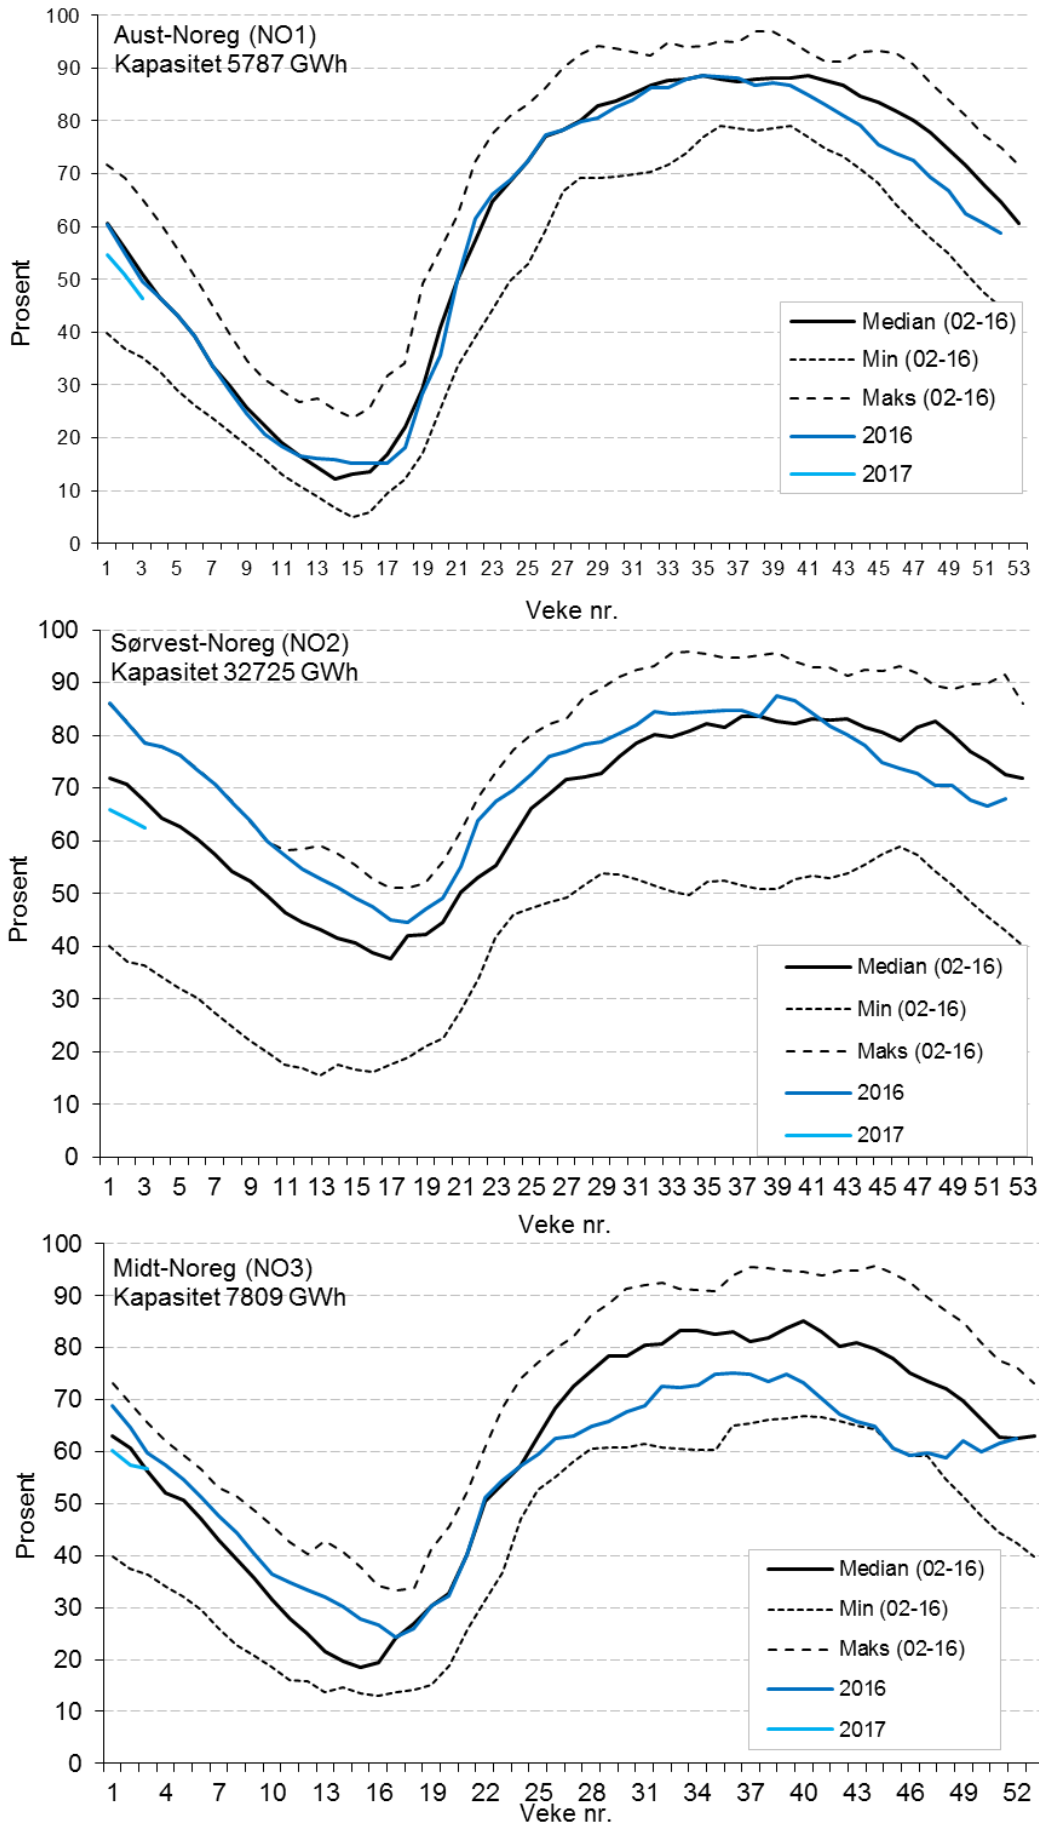 Aust-Noreg (NO1)
Kapasitet 5787 GWh
100
90
80
70
60
50
40
30
20
10
0
Prosent
Median (02-16)
Min (02-16)
Maks (02-16)
2016
2017
1 3 5 7 9 11 13 15 17 19 21 23 25 27 29 31 33 35 37 39 41 43 45 47 49 51 53
Veke nr.
Sørvest-Noreg (NO2)
Kapasitet 32725 GWh
100
90
80
70
60
50
40
30
20
10
0
Prosent
Median (02-16)
Min (02-16)
Maks (02-16)
2016
2017
1 3 5 7 9 11 13 15 17 19 21 23 25 27 29 31 33 35 37 39 41 43 45 47 49 51 53
Veke nr.
Midt-Noreg (NO3)
Kapasitet 7809 GWh
100
90
80
70
60
50
40
30
20
10
0
Prosent
Median (02-16)
Min (02-16)
Maks (02-16)
2016
2017
1 4 7 10 13 16 19 22 25 28 31 34 37 40 43 46 49 52
Veke nr.